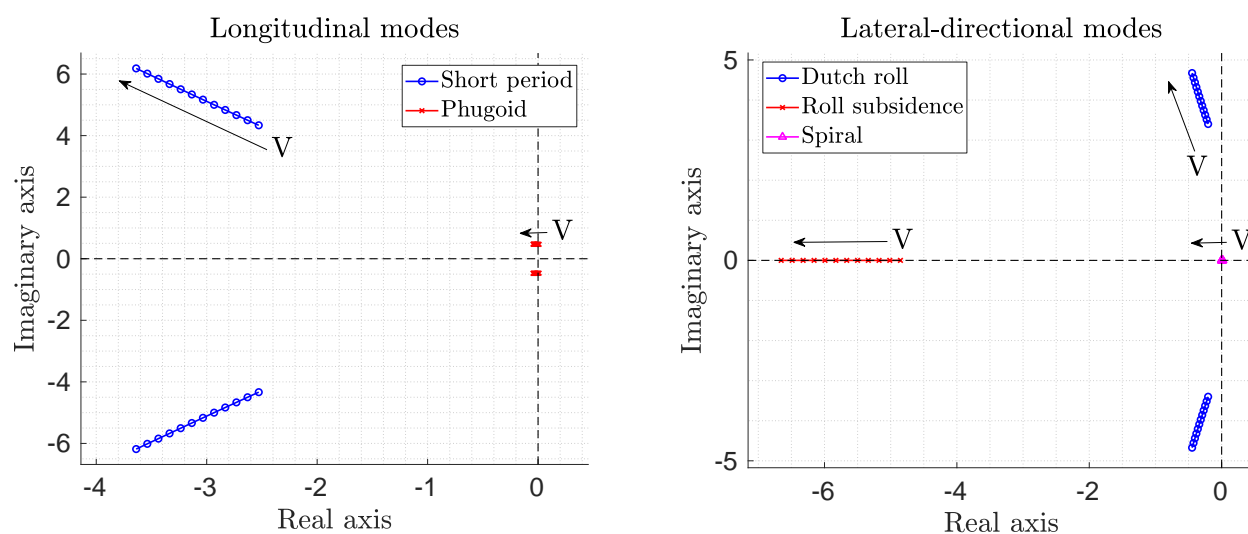 Longitudinal modes
Short period
Phugoid
V
V
6
4
2
0
-2
-4
-6
-4
-3
-2
-1
0
Imaginary axis
Real axis
Lateral-directional modes
Dutch roll
Roll subsidence
Spiral
V
V
V
5
0
-5
-6
-4
-2
0
Imaginary axis
Real axis